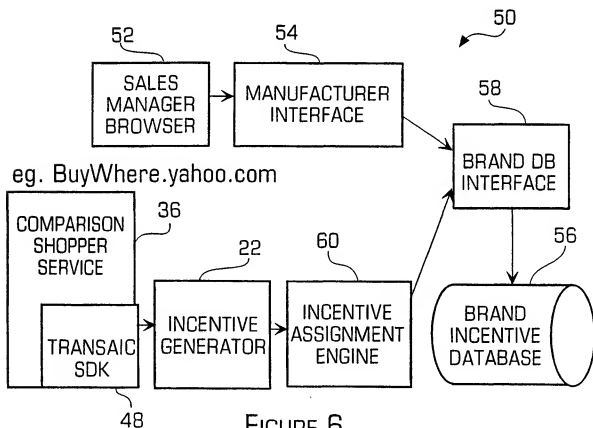 50
52
54
SALES
MANAGER
BROWSER
MANUFACTURER
INTERFACE
58
BRAND DB
INTERFACE
eg. BuyWhere.yahoo.com
COMPARISON
SHOPPER
SERVICE
36
22
60
56
TRANSAIC
SDK
INCENTIVE
GENERATOR
INCENTIVE
ASSIGNMENT
ENGINE
BRAND
INCENTIVE
DATABASE
48
FIGURE 6